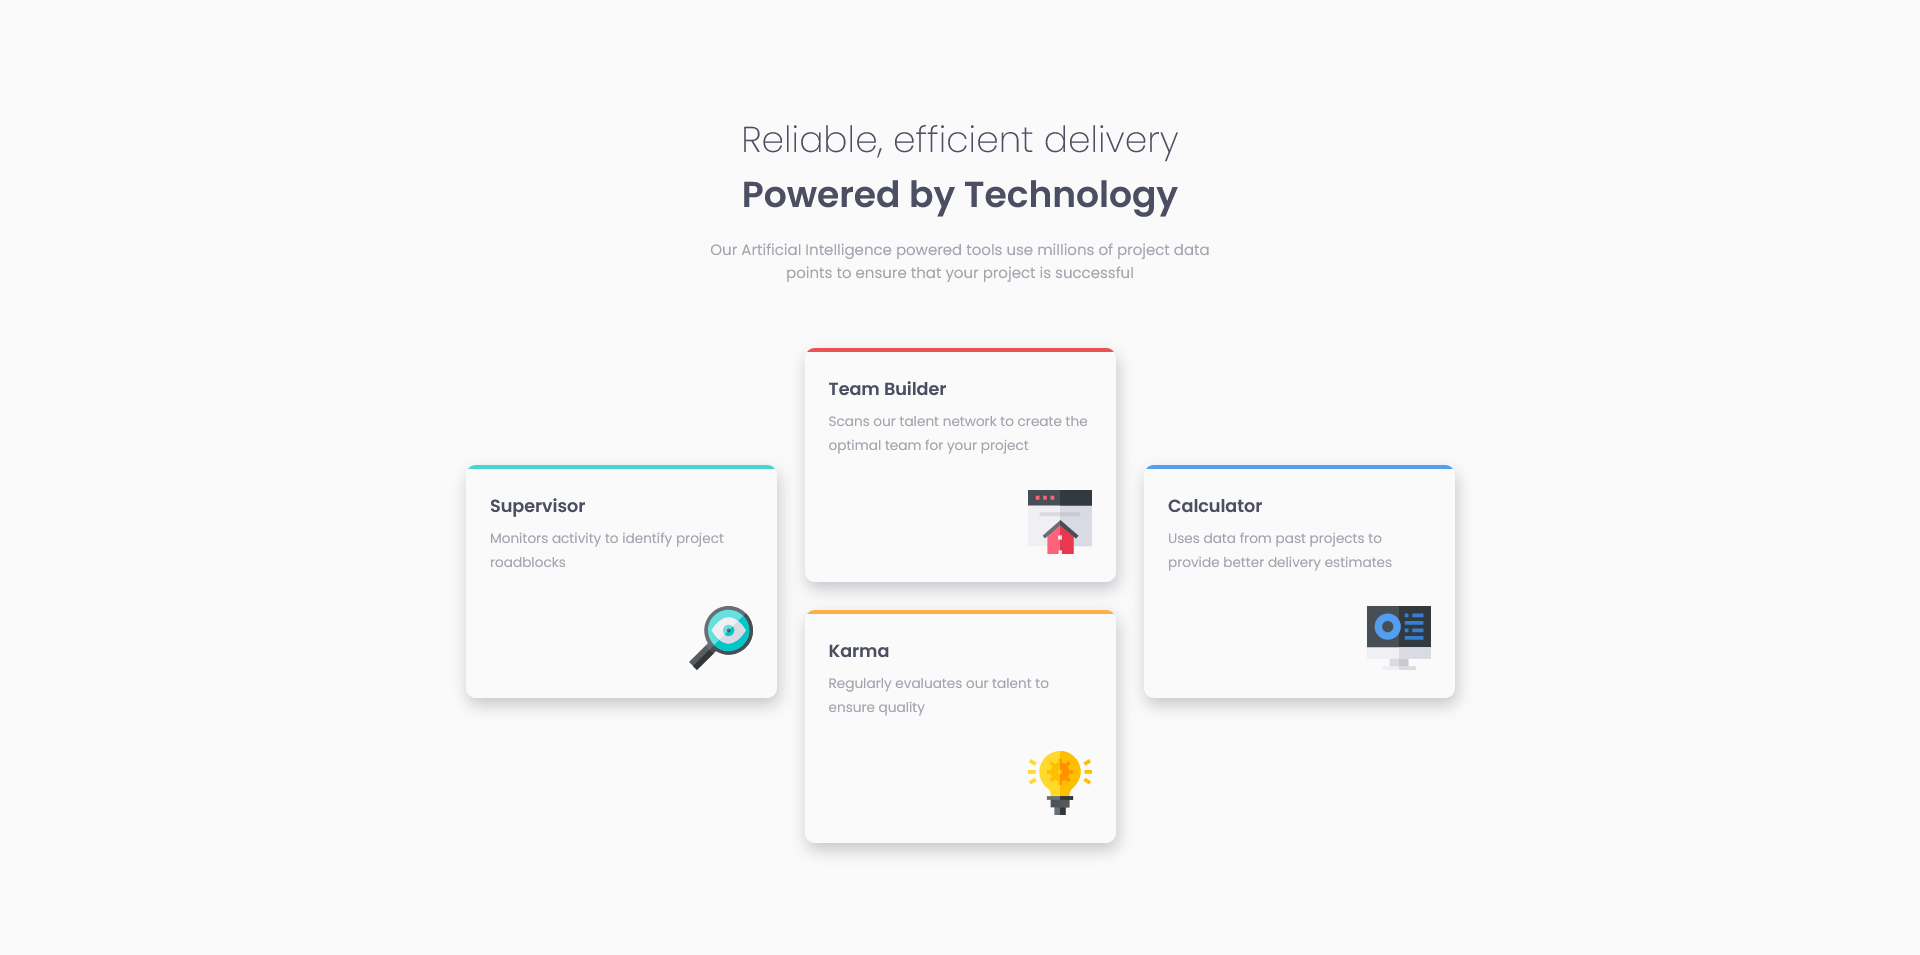 Reliable, efficient delivery
Powered by Technology
Our Artificial Intelligence powered tools use millions of project data
points to ensure that your project is successful
Supervisor
Monitors activity to identify project
roadblocks
Team Builder
Scans our talent network to create the
optimal team for your project
Karma
Regularly evaluates our talent to
ensure quality
Calculator
Uses data from past projects to
provide better delivery estimates